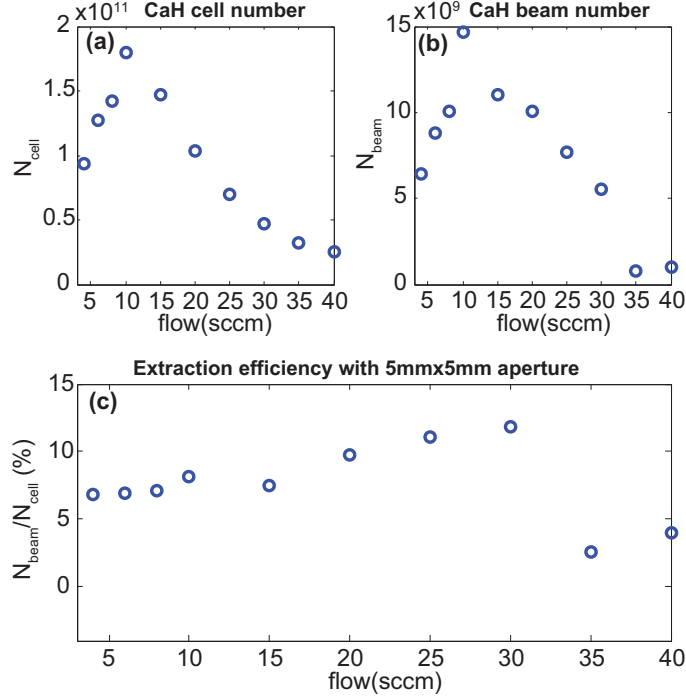 CaH cell number
x10¹¹
(a)
2
1.5
1
0.5
0
N_cell
5 10 15 20 25 30 35 40
flow(sccm)
CaH beam number
x10⁹
(b)
15
10
5
0
N_beam
5 10 15 20 25 30 35 40
flow(sccm)
Extraction efficiency with 5mmx5mm aperture
(c)
15
10
5
0
N_beam/N_cell (%)
5 10 15 20 25 30 35 40
flow(sccm)